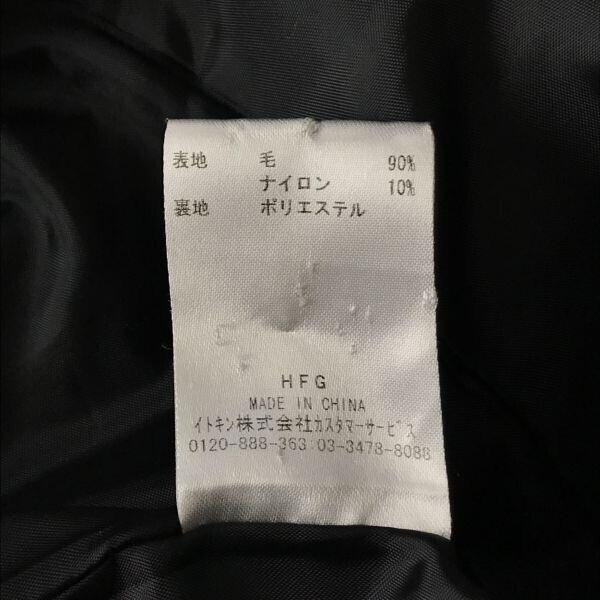 表地 毛 90%
ナイロン 10%
裏地 ポリエステル
HFG
MADE IN CHINA
イトキン株式会社カスタマーサービス
0120-888-363:03-3478-8088